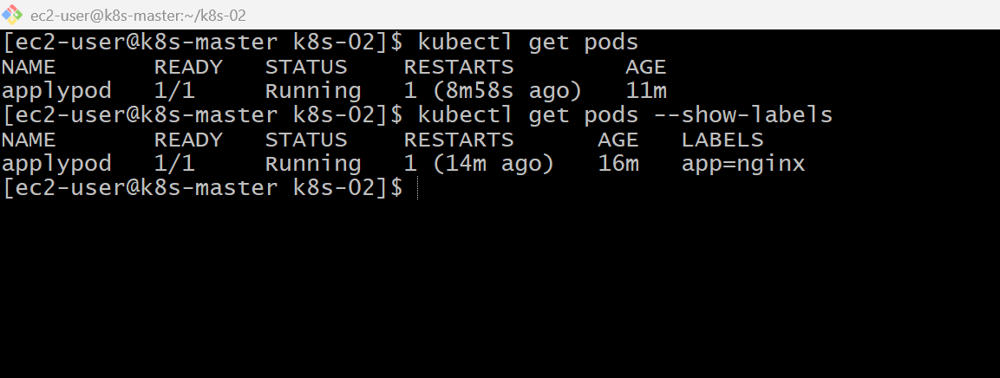 ec2-user@k8s-master:~/k8s-02
[ec2-user@k8s-master k8s-02]$ kubectl get pods
NAME       READY   STATUS    RESTARTS        AGE
applypod   1/1     Running   1 (8m58s ago)   11m
[ec2-user@k8s-master k8s-02]$ kubectl get pods --show-labels
NAME       READY   STATUS    RESTARTS      AGE   LABELS
applypod   1/1     Running   1 (14m ago)   16m   app=nginx
[ec2-user@k8s-master k8s-02]$